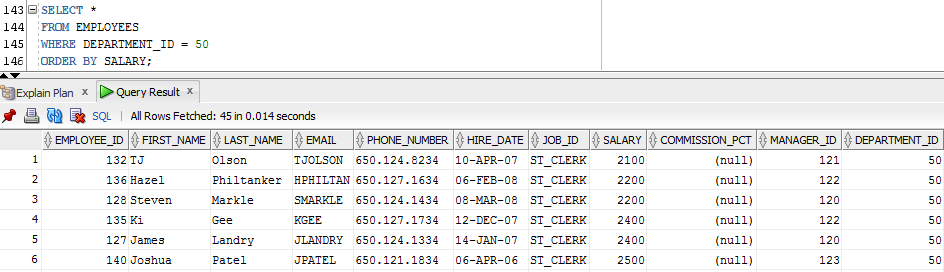 143 SELECT *
144 FROM EMPLOYEES
145 WHERE DEPARTMENT_ID = 50
146 ORDER BY SALARY;
Explain Plan x Query Result x
SQL | All Rows Fetched: 45 in 0.014 seconds
EMPLOYEE_ID FIRST_NAME LAST_NAME EMAIL PHONE_NUMBER HIRE_DATE JOB_ID SALARY COMMISSION_PCT MANAGER_ID DEPARTMENT_ID
1 132 TJ Olson TJOLSON 650.124.8234 10-APR-07 ST_CLERK 2100 (null) 121 50
2 136 Hazel Philtanker HPHILTAN 650.127.1634 06-FEB-08 ST_CLERK 2200 (null) 122 50
3 128 Steven Markle SMARKLE 650.124.1434 08-MAR-08 ST_CLERK 2200 (null) 120 50
4 135 Ki Gee KGEE 650.127.1734 12-DEC-07 ST_CLERK 2400 (null) 122 50
5 127 James Landry JLANDRY 650.124.1334 14-JAN-07 ST_CLERK 2400 (null) 120 50
6 140 Joshua Patel JPATEL 650.121.1834 06-APR-06 ST_CLERK 2500 (null) 123 50